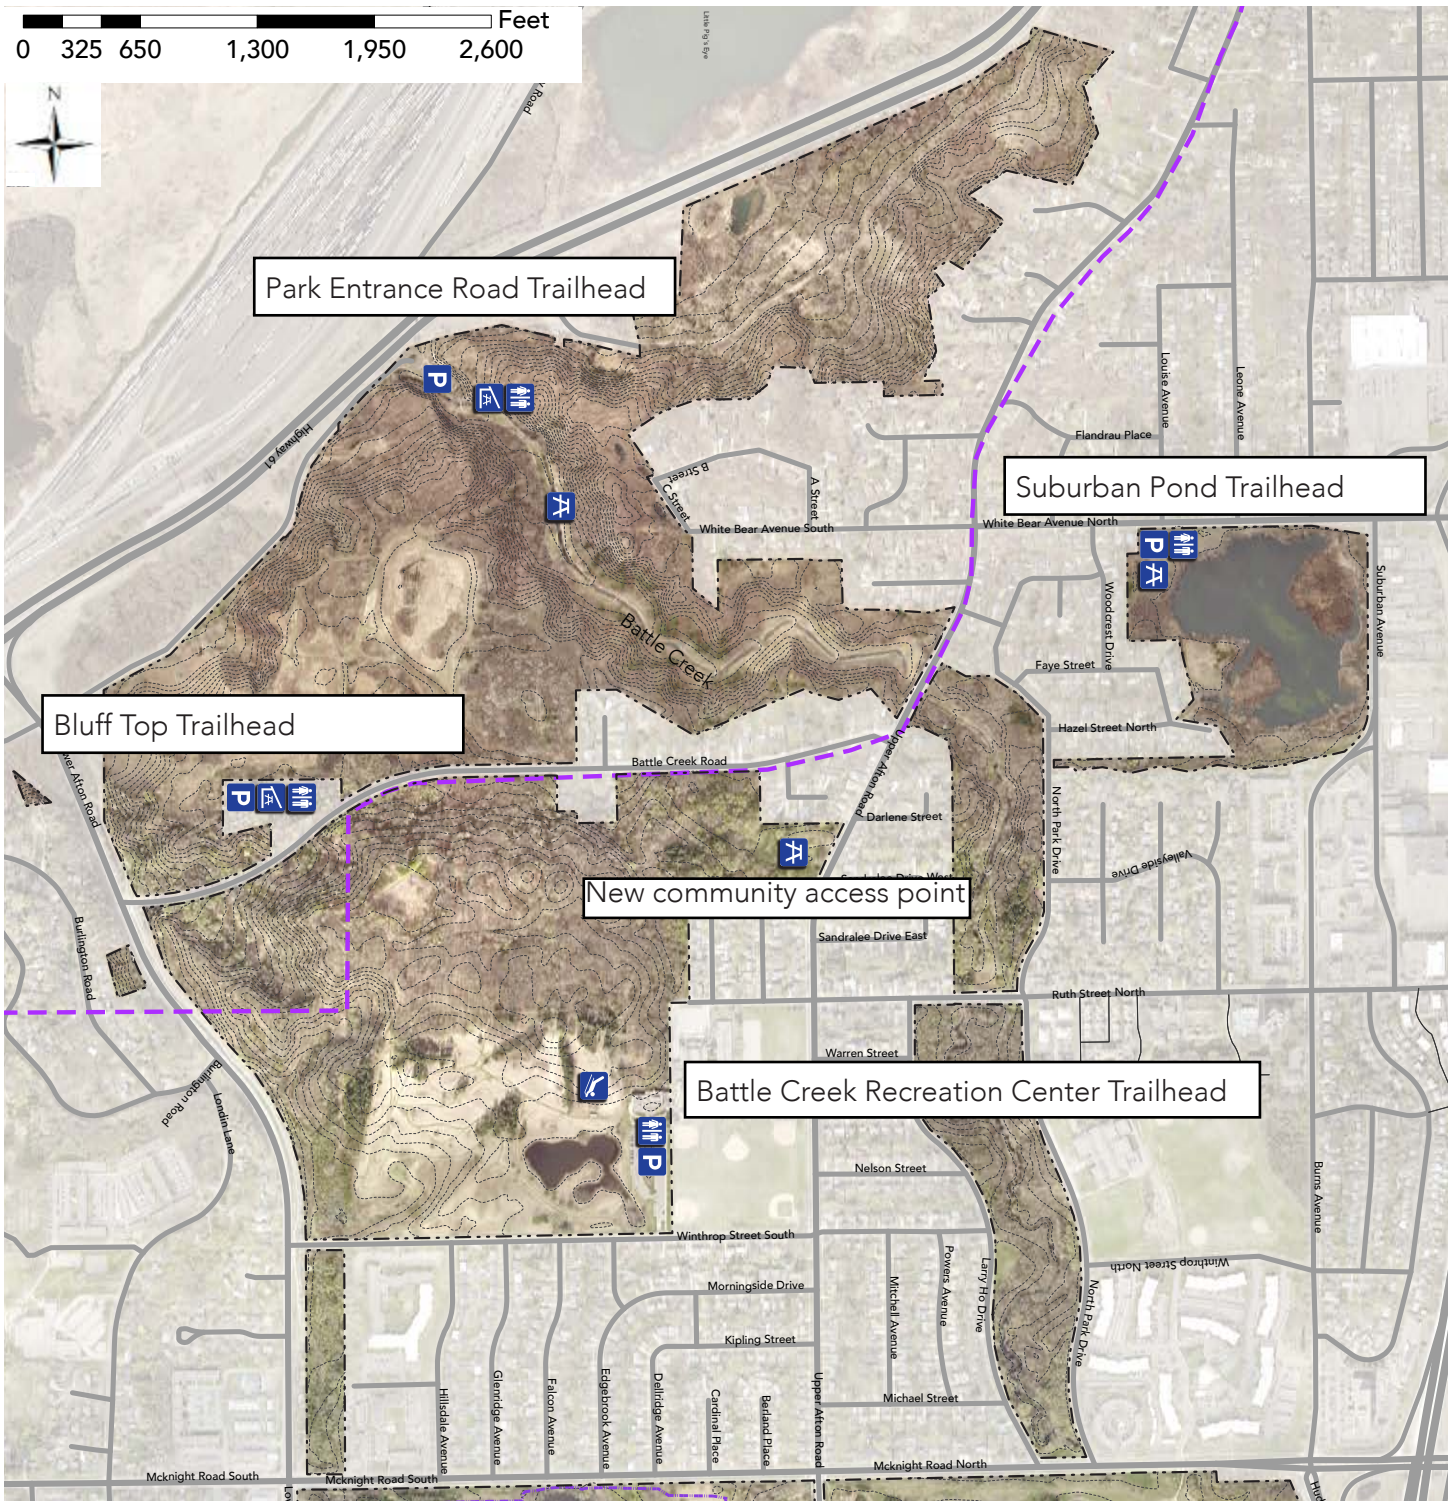 Feet
0 325 650 1,300 1,950 2,600
N
Little Pig's Eye
Road
Park Entrance Road Trailhead
P
Highway 61
Louise Avenue
Leone Avenue
Flandrau Place
B Street
C Street
A Street
Suburban Pond Trailhead
White Bear Avenue South
White Bear Avenue North
P
Woodcrest Drive
Suburban Avenue
Battle Creek
Faye Street
Bluff Top Trailhead
Hazel Street North
Battle Creek Road
Upper Afton Road
Afton Road
P
Darlene Street
North Park Drive
Valleyside Drive
New community access point
Sandralee Drive East
Burlington Road
Ruth Street North
Warren Street
Burlington Road
Londin Lane
Battle Creek Recreation Center Trailhead
P
Nelson Street
Burns Avenue
Winthrop Street South
Winthrop Street North
Morningside Drive
Mitchell Avenue
Powers Avenue
Larry Ho Drive
North Park Drive
Kipling Street
Hillsdale Avenue
Glenridge Avenue
Falcon Avenue
Edgebrook Avenue
Dellridge Avenue
Cardinal Place
Berland Place
Upper Afton Road
Michael Street
Mcknight Road South
Mcknight Road South
Mcknight Road North